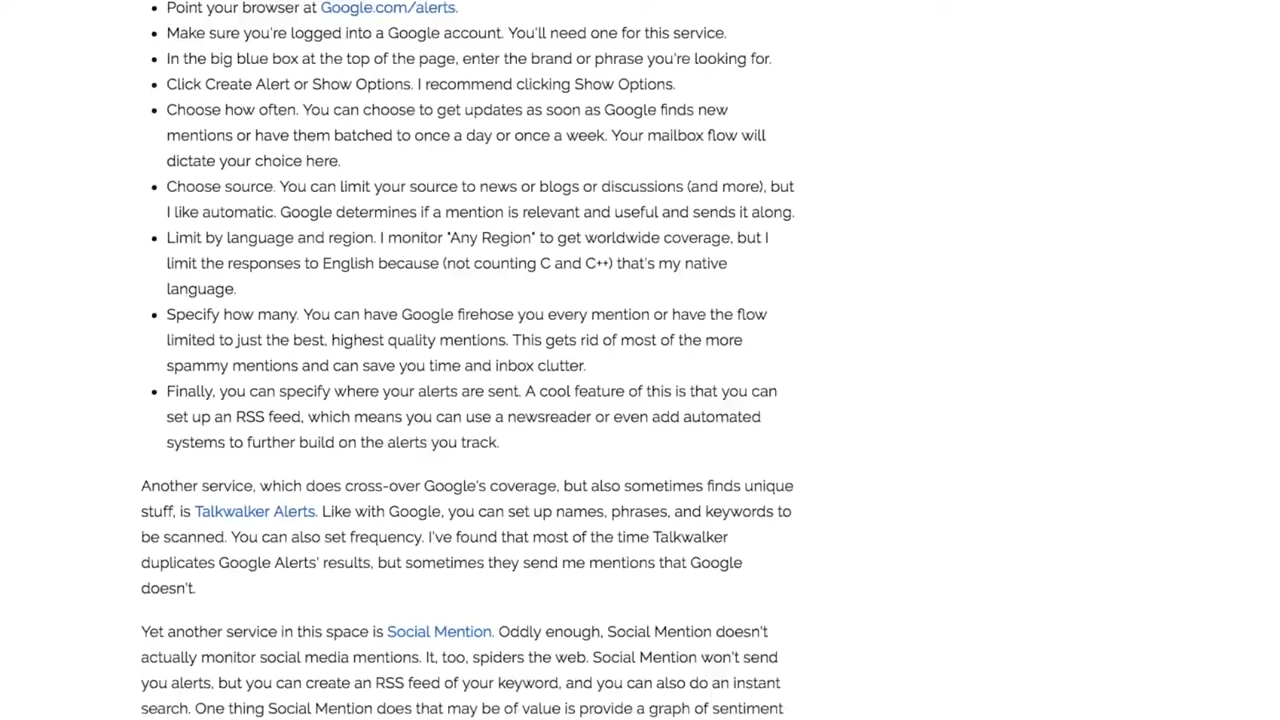 Point your browser at Google.com/alerts.
Make sure you're logged into a Google account. You'll need one for this service.
In the big blue box at the top of the page, enter the brand or phrase you're looking for.
Click Create Alert or Show Options. I recommend clicking Show Options.
Choose how often. You can choose to get updates as soon as Google finds new
mentions or have them batched to once a day or once a week. Your mailbox flow will
dictate your choice here.
Choose source. You can limit your source to news or blogs or discussions (and more), but
I like automatic. Google determines if a mention is relevant and useful and sends it along.
Limit by language and region. I monitor "Any Region" to get worldwide coverage, but I
limit the responses to English because (not counting C and C++) that's my native
language.
Specify how many. You can have Google firehose you every mention or have the flow
limited to just the best, highest quality mentions. This gets rid of most of the more
spammy mentions and can save you time and inbox clutter.
Finally, you can specify where your alerts are sent. A cool feature of this is that you can
set up an RSS feed, which means you can use a newsreader or even add automated
systems to further build on the alerts you track.
Another service, which does cross-over Google's coverage, but also sometimes finds unique
stuff, is Talkwalker Alerts. Like with Google, you can set up names, phrases, and keywords to
be scanned. You can also set frequency. I've found that most of the time Talkwalker
duplicates Google Alerts' results, but sometimes they send me mentions that Google
doesn't.
Yet another service in this space is Social Mention. Oddly enough, Social Mention doesn't
actually monitor social media mentions. It, too, spiders the web. Social Mention won't send
you alerts, but you can create an RSS feed of your keyword, and you can also do an instant
search. One thing Social Mention does that may be of value is provide a graph of sentiment